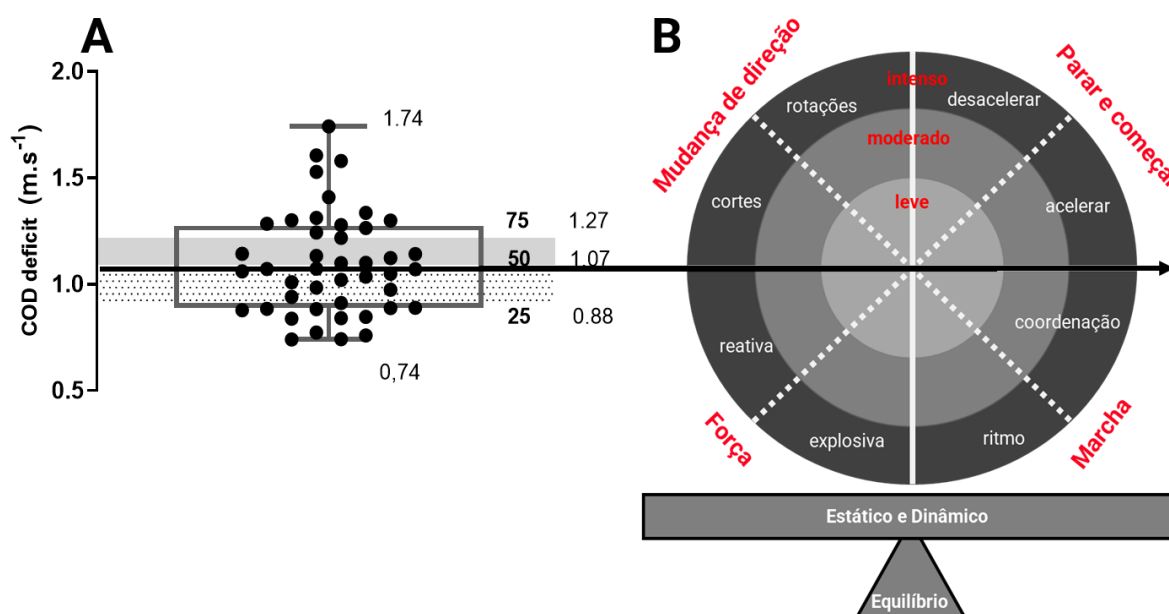 A
COD deficit (m.s⁻¹)
2.0
1.5
1.0
0.5
1.74
75 1.27
50 1.07
25 0.88
0,74
B
Mudança de direção
Parar e começar
intenso
rotações
desacelerar
moderado
cortes
leve
acelerar
reativa
coordenação
explosiva
ritmo
Força
Marcha
Estático e Dinâmico
Equilíbrio